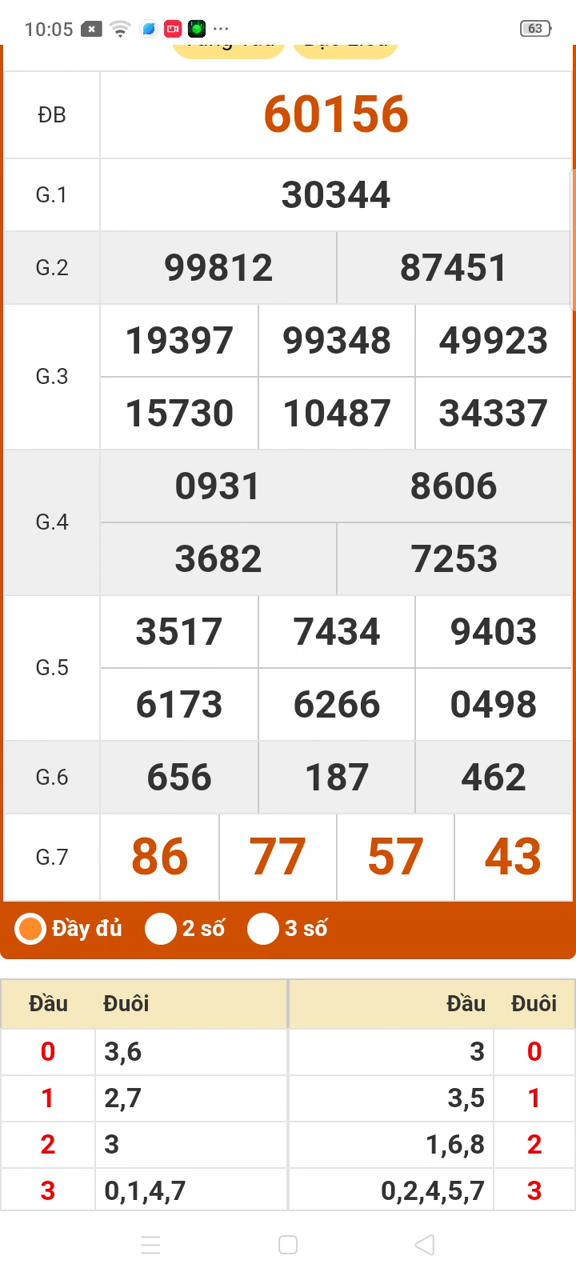 10:05 63
ĐB 60156
G.1 30344
G.2 99812 87451
G.3 19397 99348 49923
15730 10487 34337
G.4 0931 8606
3682 7253
G.5 3517 7434 9403
6173 6266 0498
G.6 656 187 462
G.7 86 77 57 43
Đầy đủ 2 số 3 số
Đầu Đuôi Đầu Đuôi
0 3,6 3 0
1 2,7 3,5 1
2 3 1,6,8 2
3 0,1,4,7 0,2,4,5,7 3